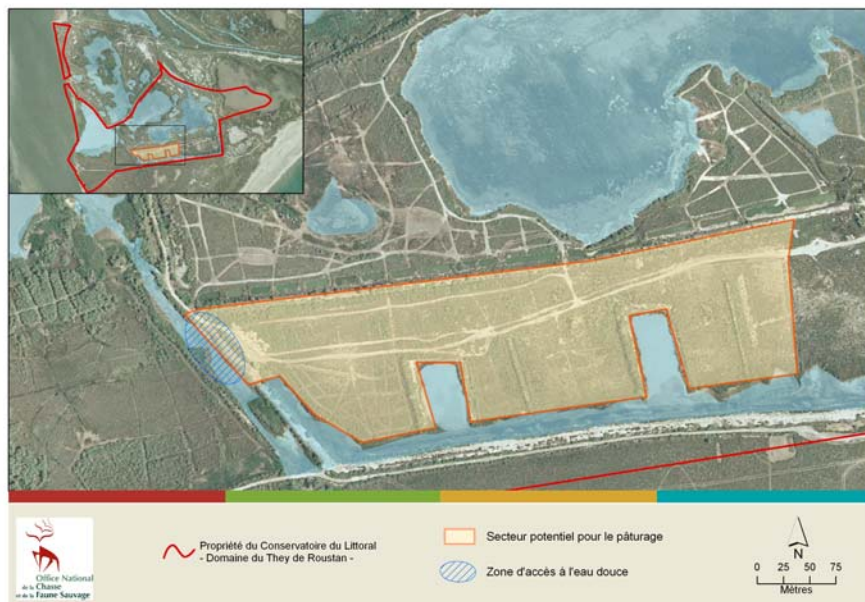 Office National
de la Chasse
et de la Faune Sauvage
Propriété du Conservatoire du Littoral
- Domaine du They de Roustan -
Secteur potentiel pour le pâturage
Zone d'accès à l'eau douce
N
0 25 50 75
Mètres